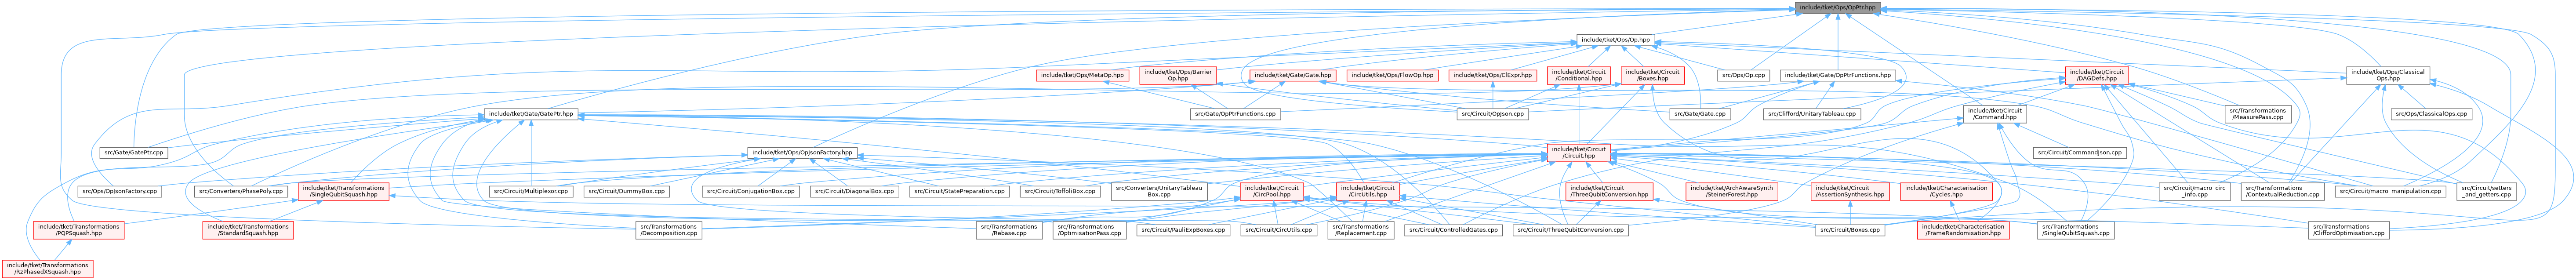 include/tket/Ops/OpPtr.hpp
include/tket/Ops/Op.hpp
include/tket/Ops/MetaOp.hpp
include/tket/Ops/Barrier
Op.hpp
include/tket/Gate/Gate.hpp
include/tket/Ops/FlowOp.hpp
include/tket/Ops/ClExpr.hpp
include/tket/Circuit
/Conditional.hpp
include/tket/Circuit
/Boxes.hpp
src/Ops/Op.cpp
include/tket/Gate/OpPtrFunctions.hpp
include/tket/Circuit
/DAGDefs.hpp
include/tket/Ops/Classical
Ops.hpp
include/tket/Gate/GatePtr.hpp
src/Gate/OpPtrFunctions.cpp
src/Circuit/OpJson.cpp
src/Gate/Gate.cpp
src/Clifford/UnitaryTableau.cpp
include/tket/Circuit
/Command.hpp
src/Transformations
/MeasurePass.cpp
src/Ops/ClassicalOps.cpp
src/Gate/GatePtr.cpp
include/tket/Ops/OpJsonFactory.hpp
include/tket/Circuit
/Circuit.hpp
src/Circuit/CommandJson.cpp
src/Ops/OpJsonFactory.cpp
src/Converters/PhasePoly.cpp
include/tket/Transformations
/SingleQubitSquash.hpp
src/Circuit/Multiplexor.cpp
src/Circuit/DummyBox.cpp
src/Circuit/ConjugationBox.cpp
src/Circuit/DiagonalBox.cpp
src/Circuit/StatePreparation.cpp
src/Circuit/ToffoliBox.cpp
src/Converters/UnitaryTableau
Box.cpp
include/tket/Circuit
/CircPool.hpp
include/tket/Circuit
/CircUtils.hpp
include/tket/Circuit
/ThreeQubitConversion.hpp
include/tket/ArchAwareSynth
/SteinerForest.hpp
include/tket/Circuit
/AssertionSynthesis.hpp
include/tket/Characterisation
/Cycles.hpp
src/Circuit/macro_circ
_info.cpp
src/Transformations
/ContextualReduction.cpp
src/Circuit/macro_manipulation.cpp
src/Circuit/setters
_and_getters.cpp
include/tket/Transformations
/PQPSquash.hpp
include/tket/Transformations
/StandardSquash.hpp
src/Transformations
/Decomposition.cpp
src/Transformations
/Rebase.cpp
src/Transformations
/OptimisationPass.cpp
src/Circuit/PauliExpBoxes.cpp
src/Circuit/CircUtils.cpp
src/Transformations
/Replacement.cpp
src/Circuit/ControlledGates.cpp
src/Circuit/ThreeQubitConversion.cpp
src/Circuit/Boxes.cpp
include/tket/Characterisation
/FrameRandomisation.hpp
src/Transformations
/SingleQubitSquash.cpp
src/Transformations
/CliffordOptimisation.cpp
include/tket/Transformations
/RzPhasedXSquash.hpp